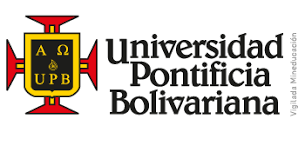 Α Ω
UPB
Universidad
Pontificia
Bolivariana
Vigilada Mineducación